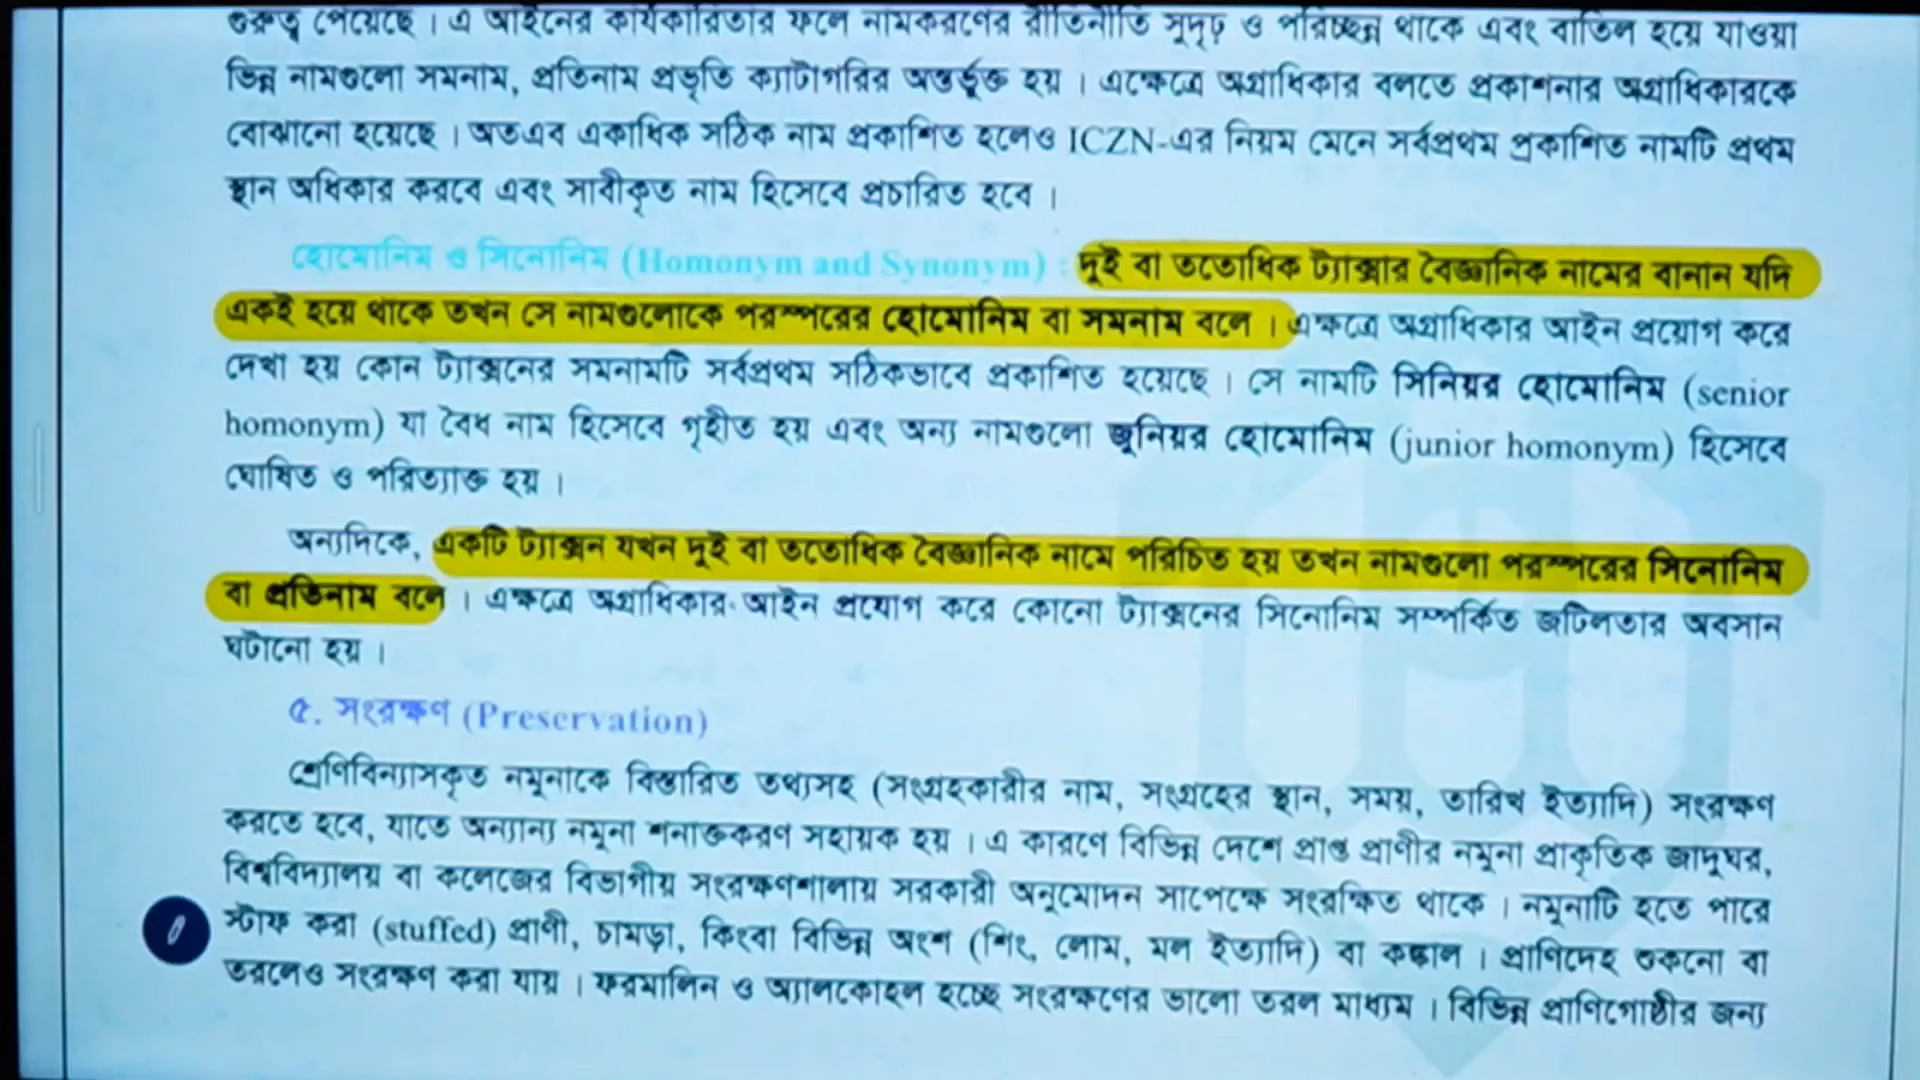 গুরুত্ব পেয়েছে । এ আইনের কার্যকারিতার ফলে নামকরণের রীতিনীতি সুদৃঢ় ও পরিচ্ছন্ন থাকে এবং বাতিল হয়ে যাওয়া
ভিন্ন নামগুলো সমনাম, প্রতিনাম প্রভৃতি ক্যাটাগরির অন্তর্ভুক্ত হয় । এক্ষেত্রে অগ্রাধিকার বলতে প্রকাশনার অগ্রাধিকারকে
বোঝানো হয়েছে । অতএব একাধিক সঠিক নাম প্রকাশিত হলেও ICZN-এর নিয়ম মেনে সর্বপ্রথম প্রকাশিত নামটি প্রথম
স্থান অধিকার করবে এবং সাবীকৃত নাম হিসেবে প্রচারিত হবে ।
হোমোনিম ও সিনোনিম (Homonym and Synonym) : দুই বা ততোধিক ট্যাক্সার বৈজ্ঞানিক নামের বানান যদি
একই হয়ে থাকে তখন সে নামগুলোকে পরস্পরের হোমোনিম বা সমনাম বলে । এক্ষত্রে অগ্রাধিকার আইন প্রয়োগ করে
দেখা হয় কোন ট্যাক্সনের সমনামটি সর্বপ্রথম সঠিকভাবে প্রকাশিত হয়েছে । সে নামটি সিনিয়র হোমোনিম (senior
homonym) যা বৈধ নাম হিসেবে গৃহীত হয় এবং অন্য নামগুলো জুনিয়র হোমোনিম (junior homonym) হিসেবে
ঘোষিত ও পরিত্যাক্ত হয় ।
অন্যদিকে, একটি ট্যাক্সন যখন দুই বা ততোধিক বৈজ্ঞানিক নামে পরিচিত হয় তখন নামগুলো পরস্পরের সিনোনিম
বা প্রতিনাম বলে । এক্ষত্রে অগ্রাধিকার আইন প্রযোগ করে কোনো ট্যাক্সনের সিনোনিম সম্পর্কিত জটিলতার অবসান
ঘটানো হয় ।
৫. সংরক্ষণ (Preservation)
শ্রেণিবিন্যাসকৃত নমুনাকে বিস্তারিত তথ্যসহ (সংগ্রহকারীর নাম, সংগ্রহের স্থান, সময়, তারিখ ইত্যাদি) সংরক্ষণ
করতে হবে, যাতে অন্যান্য নমুনা শনাক্তকরণ সহায়ক হয় । এ কারণে বিভিন্ন দেশে প্রাপ্ত প্রাণীর নমুনা প্রাকৃতিক জাদুঘর,
বিশ্ববিদ্যালয় বা কলেজের বিভাগীয় সংরক্ষণশালায় সরকারী অনুমোদন সাপেক্ষে সংরক্ষিত থাকে । নমুনাটি হতে পারে
স্টাফ করা (stuffed) প্রাণী, চামড়া, কিংবা বিভিন্ন অংশ (শিং, লোম, মল ইত্যাদি) বা কঙ্কাল । প্রাণিদেহ শুকনো বা
তরলেও সংরক্ষণ করা যায় । ফরমালিন ও অ্যালকোহল হচ্ছে সংরক্ষণের ভালো তরল মাধ্যম । বিভিন্ন প্রাণিগোষ্ঠীর জন্য